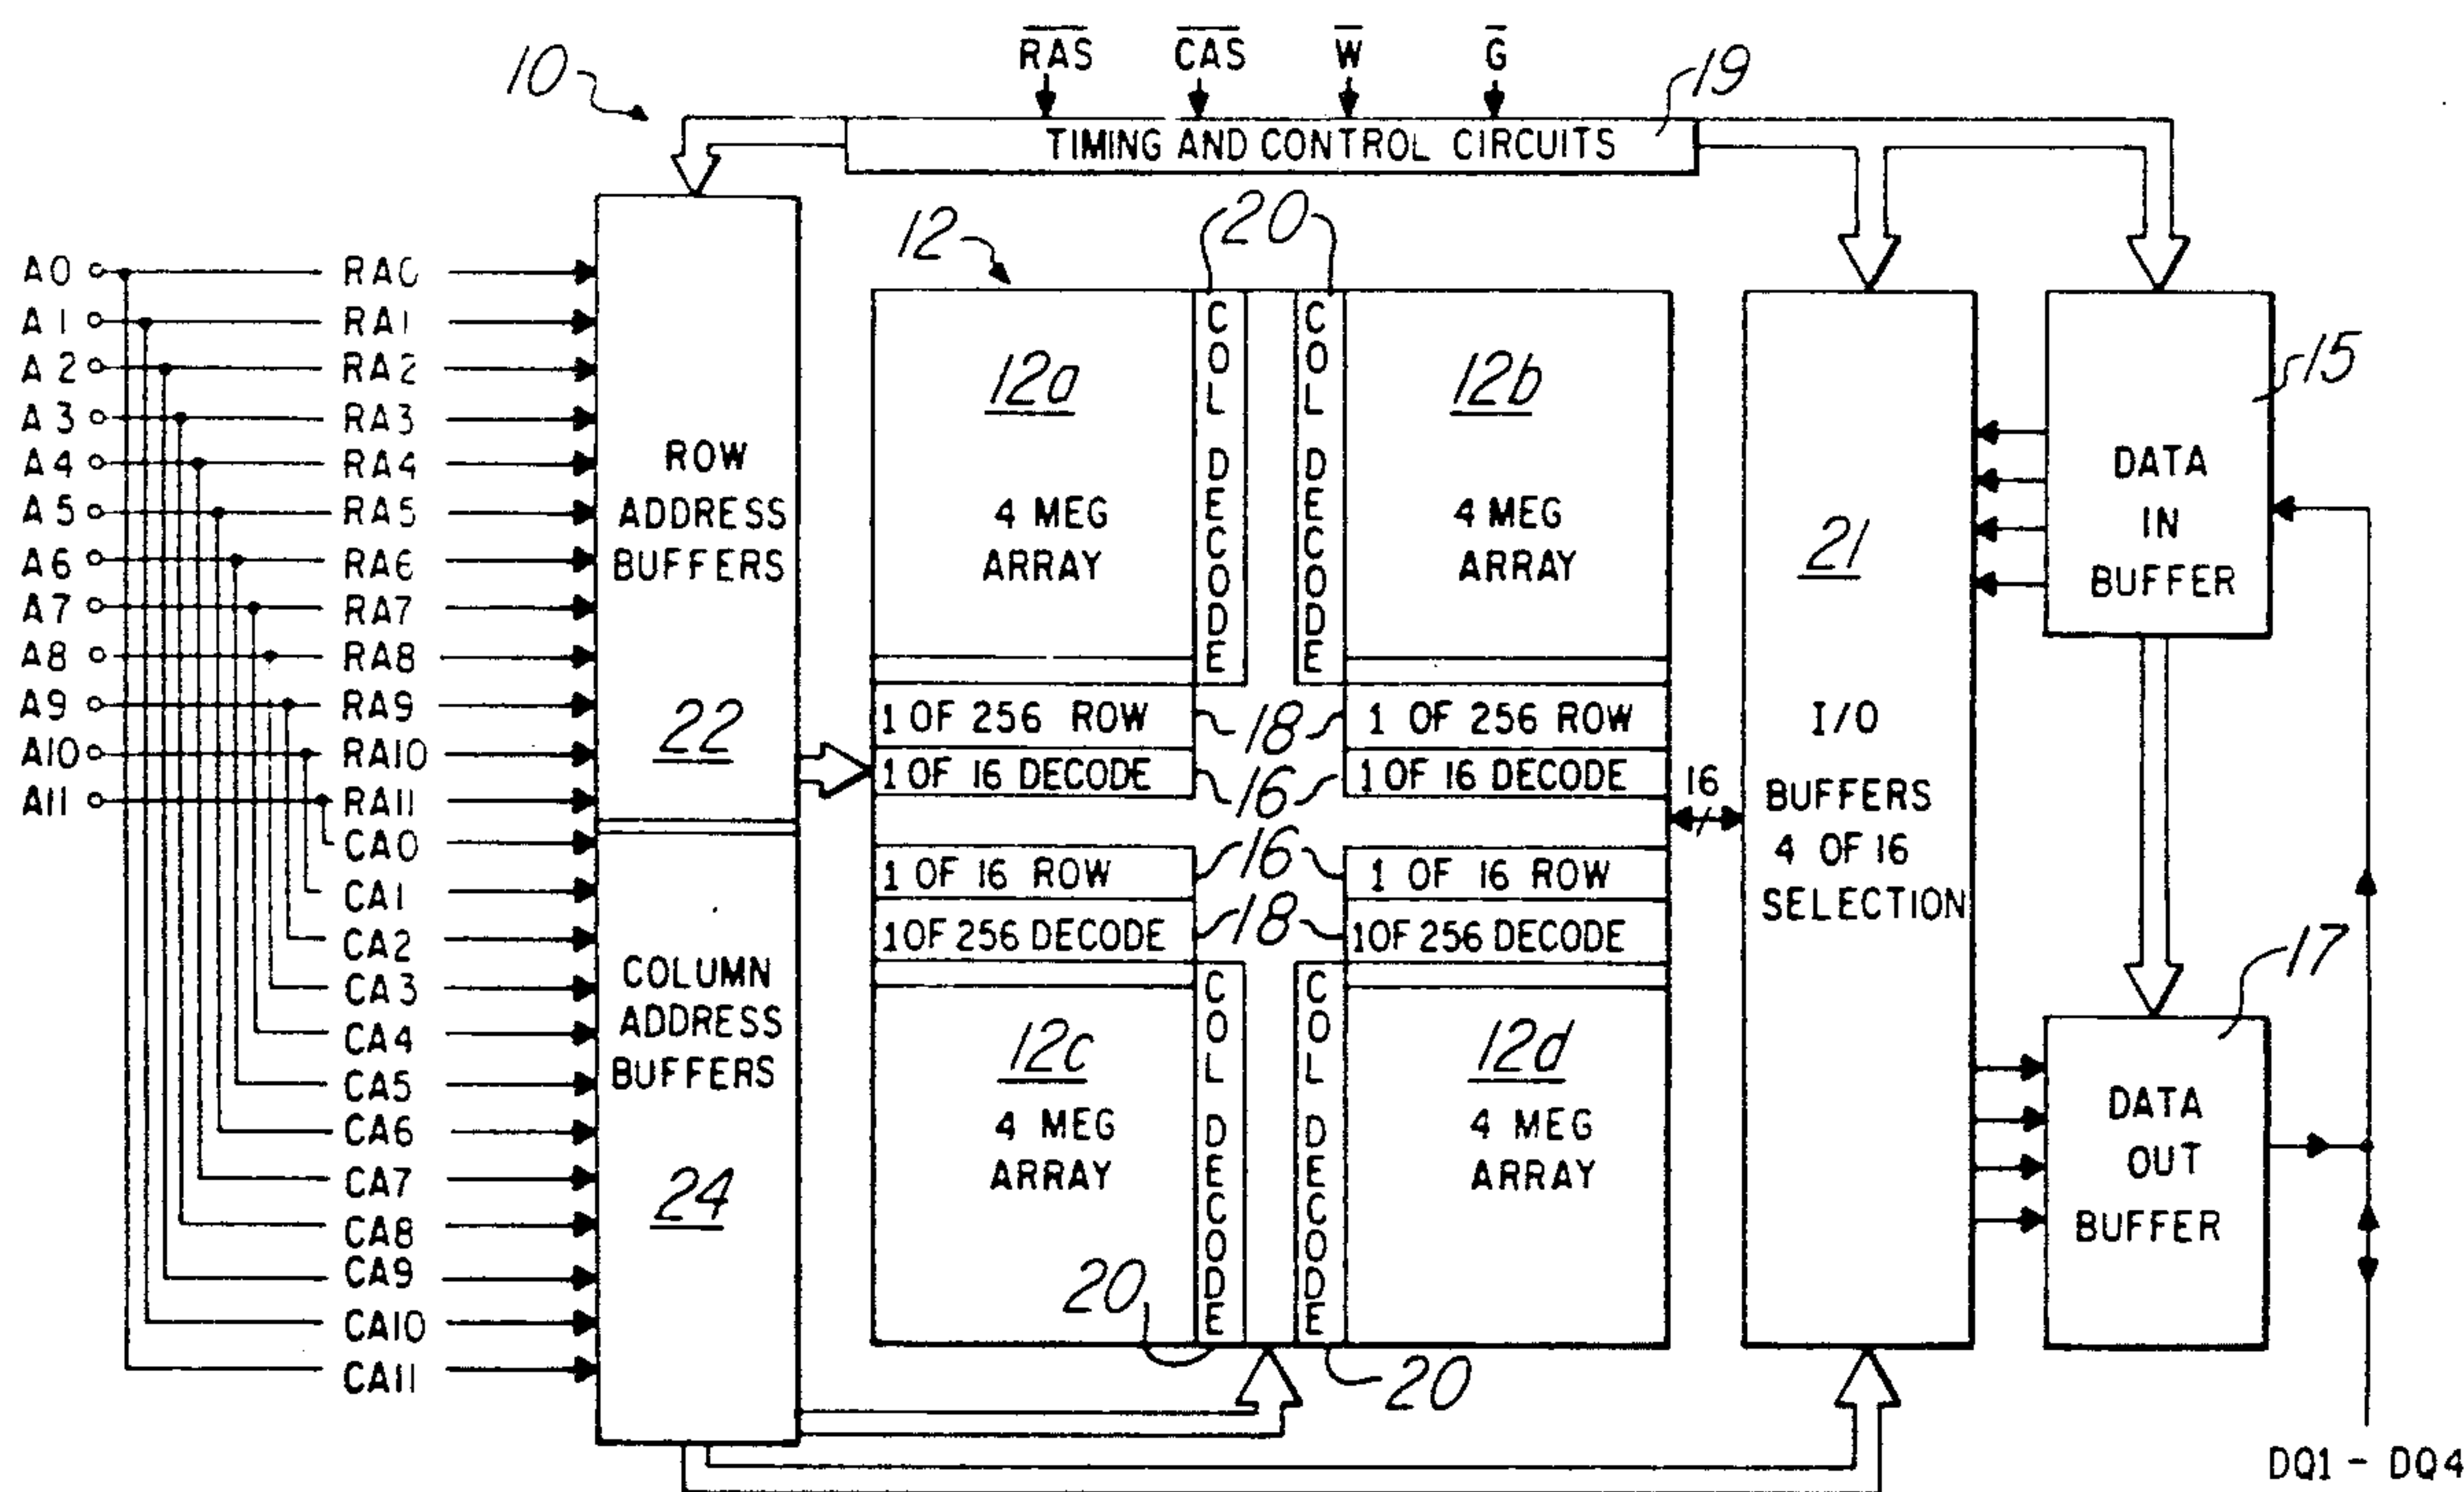 RAS CAS W G
10
19
TIMING AND CONTROL CIRCUITS
12
20
A0 RA0
A1 RA1
A2 RA2
A3 RA3
A4 RA4
A5 RA5
A6 RA6
A7 RA7
A8 RA8
A9 RA9
A10 RA10
A11 RA11
CA0
CA1
CA2
CA3
CA4
CA5
CA6
CA7
CA8
CA9
CA10
CA11
ROW
ADDRESS
BUFFERS
22
COLUMN
ADDRESS
BUFFERS
24
12a
4 MEG
ARRAY
COL DECODE
COL DECODE
12b
4 MEG
ARRAY
1 OF 256 ROW
18
1 OF 256 ROW
1 OF 16 DECODE
16
1 OF 16 DECODE
1 OF 16 ROW
16
1 OF 16 ROW
1 OF 256 DECODE
18
1 OF 256 DECODE
12c
4 MEG
ARRAY
COL DECODE
COL DECODE
12d
4 MEG
ARRAY
20
20
16
21
I/O
BUFFERS
4 OF 16
SELECTION
15
DATA
IN
BUFFER
17
DATA
OUT
BUFFER
DQ1 - DQ4